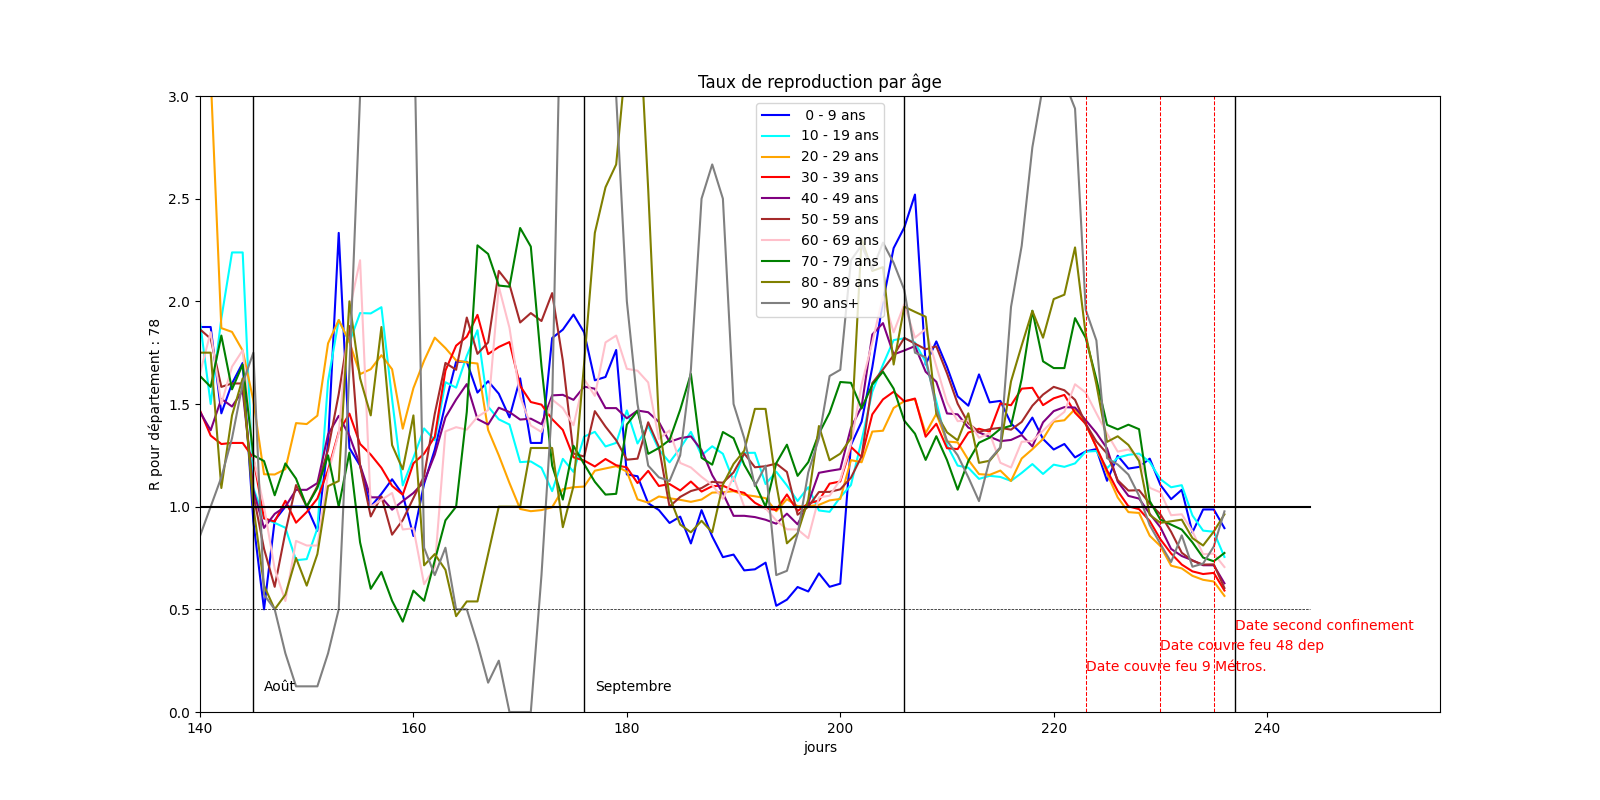 Taux de reproduction par âge
3.0
2.5
2.0
1.5
1.0
0.5
0.0
R pour département : 78
0 - 9 ans
10 - 19 ans
20 - 29 ans
30 - 39 ans
40 - 49 ans
50 - 59 ans
60 - 69 ans
70 - 79 ans
80 - 89 ans
90 ans+
Date second confinement
Date couvre feu 48 dep
Date couvre feu 9 Métros.
Août
Septembre
140
160
180
200
220
240
jours